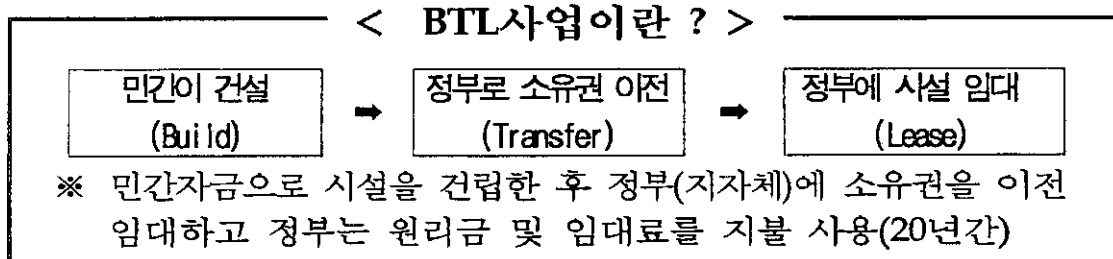 < BTL사업이란 ? >
민간이 건설 ➡ 정부로 소유권 이전 ➡ 정부에 시설 임대
(Build) (Transfer) (Lease)
※ 민간자금으로 시설을 건립한 후 정부(지자체)에 소유권을 이전
임대하고 정부는 원리금 및 임대료를 지불 사용(20년간)